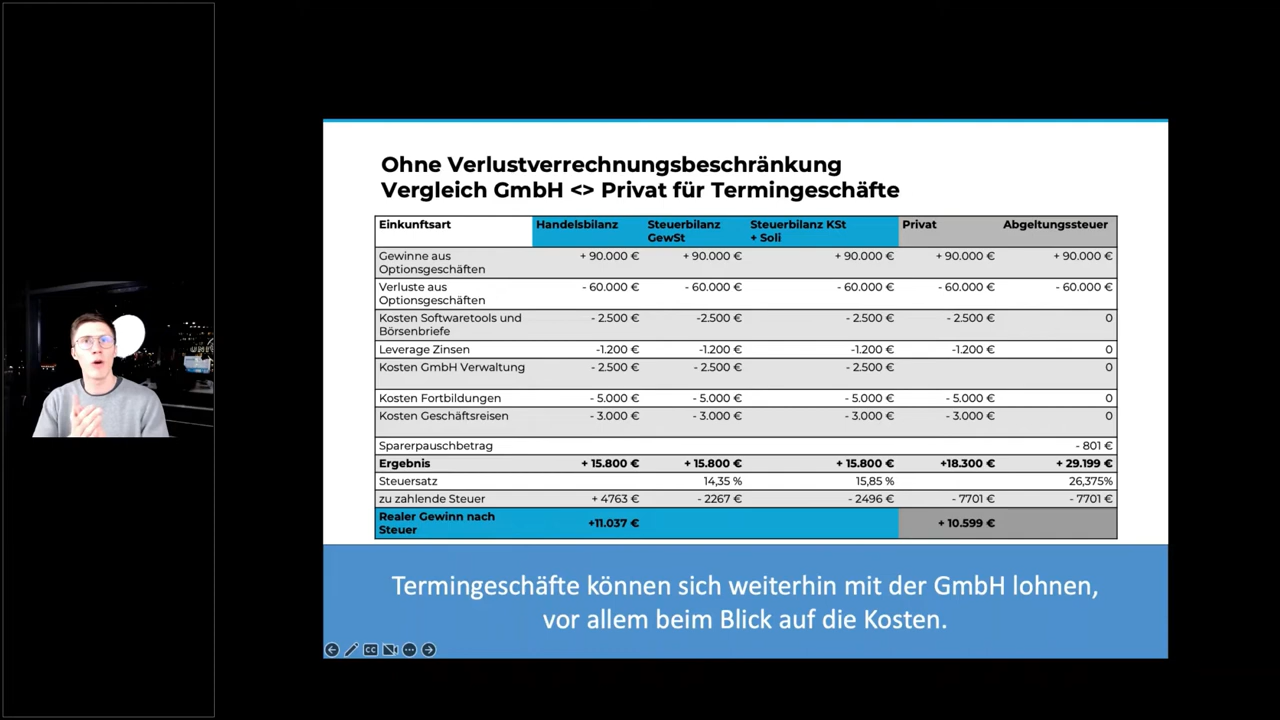 Ohne Verlustverrechnungsbeschränkung
Vergleich GmbH <> Privat für Termingeschäfte
Einkunftsart Handelsbilanz Steuerbilanz GewSt Steuerbilanz KSt + Soli Privat Abgeltungssteuer
Gewinne aus Optionsgeschäften + 90.000 € + 90.000 € + 90.000 € + 90.000 € + 90.000 €
Verluste aus Optionsgeschäften - 60.000 € - 60.000 € - 60.000 € - 60.000 € - 60.000 €
Kosten Softwaretools und Börsenbriefe - 2.500 € -2.500 € - 2.500 € - 2.500 € 0
Leverage Zinsen -1.200 € -1.200 € -1.200 € -1.200 € 0
Kosten GmbH Verwaltung - 2.500 € - 2.500 € - 2.500 € 0
Kosten Fortbildungen - 5.000 € - 5.000 € - 5.000 € - 5.000 € 0
Kosten Geschäftsreisen - 3.000 € - 3.000 € - 3.000 € - 3.000 € 0
Sparerpauschbetrag - 801 €
Ergebnis + 15.800 € + 15.800 € + 15.800 € +18.300 € + 29.199 €
Steuersatz 14,35 % 15,85 % 26,375%
zu zahlende Steuer + 4763 € - 2267 € - 2496 € - 7701 € - 7701 €
Realer Gewinn nach Steuer +11.037 € + 10.599 €
Termingeschäfte können sich weiterhin mit der GmbH lohnen,
vor allem beim Blick auf die Kosten.
CC